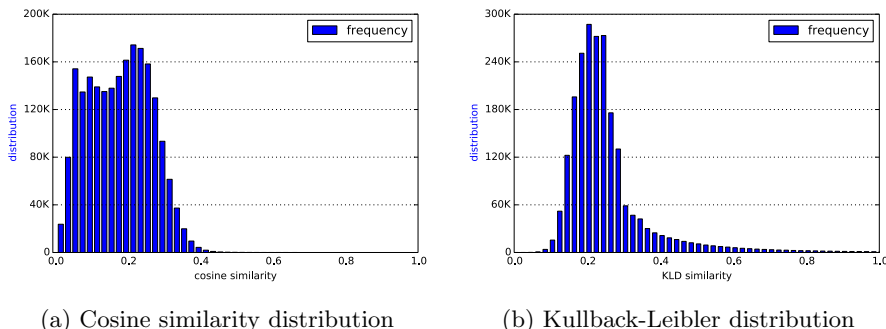 200K
160K
120K
80K
40K
0
0.0 0.2 0.4 0.6 0.8 1.0
cosine similarity
distribution
frequency
(a) Cosine similarity distribution
300K
240K
180K
120K
60K
0
0.0 0.2 0.4 0.6 0.8 1.0
KLD similarity
distribution
frequency
(b) Kullback-Leibler distribution